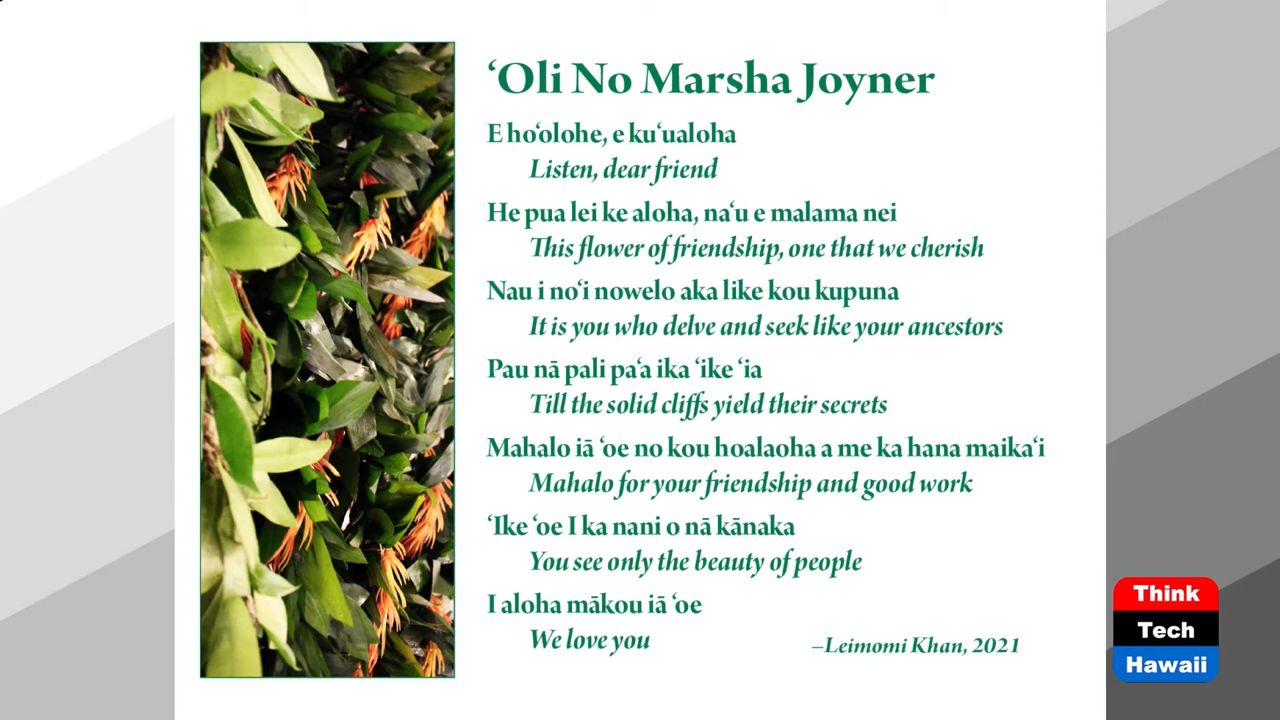 ʻOli No Marsha Joyner
E hoʻolohe, e kuʻualoha
Listen, dear friend
He pua lei ke aloha, naʻu e malama nei
This flower of friendship, one that we cherish
Nau i noʻi nowelo aka like kou kupuna
It is you who delve and seek like your ancestors
Pau nā pali paʻa ika ʻike ʻia
Till the solid cliffs yield their secrets
Mahalo iā ʻoe no kou hoalaoha a me ka hana maikaʻi
Mahalo for your friendship and good work
ʻIke ʻoe I ka nani o nā kānaka
You see only the beauty of people
I aloha mākou iā ʻoe
We love you
–Leimomi Khan, 2021
Think
Tech
Hawaii